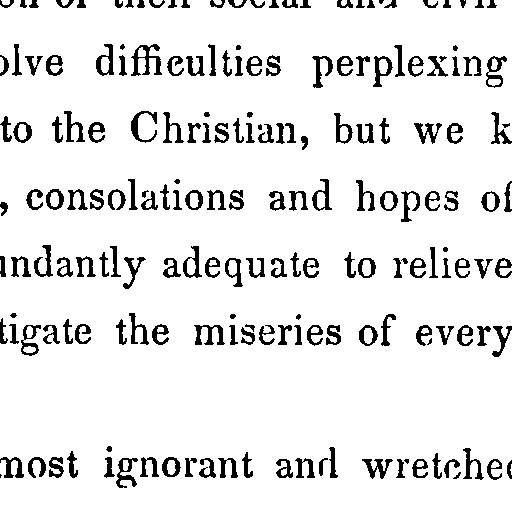 of their social and civil
olve difficulties perplexing
to the Christian, but we k
, consolations and hopes of
undantly adequate to relieve
tigate the miseries of every
most ignorant and wretched